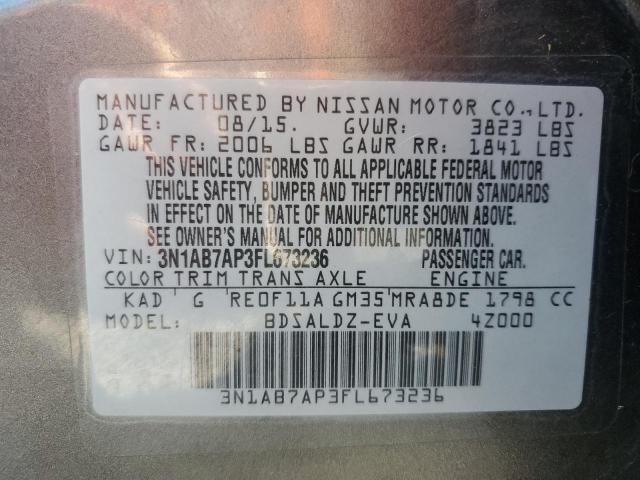 MANUFACTURED BY NISSAN MOTOR CO.,LTD.
DATE: 08/15. GVWR: 3823 LBS
GAWR FR: 2006 LBS GAWR RR: 1841 LBS
THIS VEHICLE CONFORMS TO ALL APPLICABLE FEDERAL MOTOR
VEHICLE SAFETY, BUMPER AND THEFT PREVENTION STANDARDS
IN EFFECT ON THE DATE OF MANUFACTURE SHOWN ABOVE.
SEE OWNER'S MANUAL FOR ADDITIONAL INFORMATION.
VIN: 3N1AB7AP3FL673236 PASSENGER CAR.
COLOR TRIM TRANS AXLE ENGINE
KAD G RE0F11A GM35 MRA8DE 1798 CC
MODEL: BDSALDZ-EVA 4Z000
3N1AB7AP3FL673236